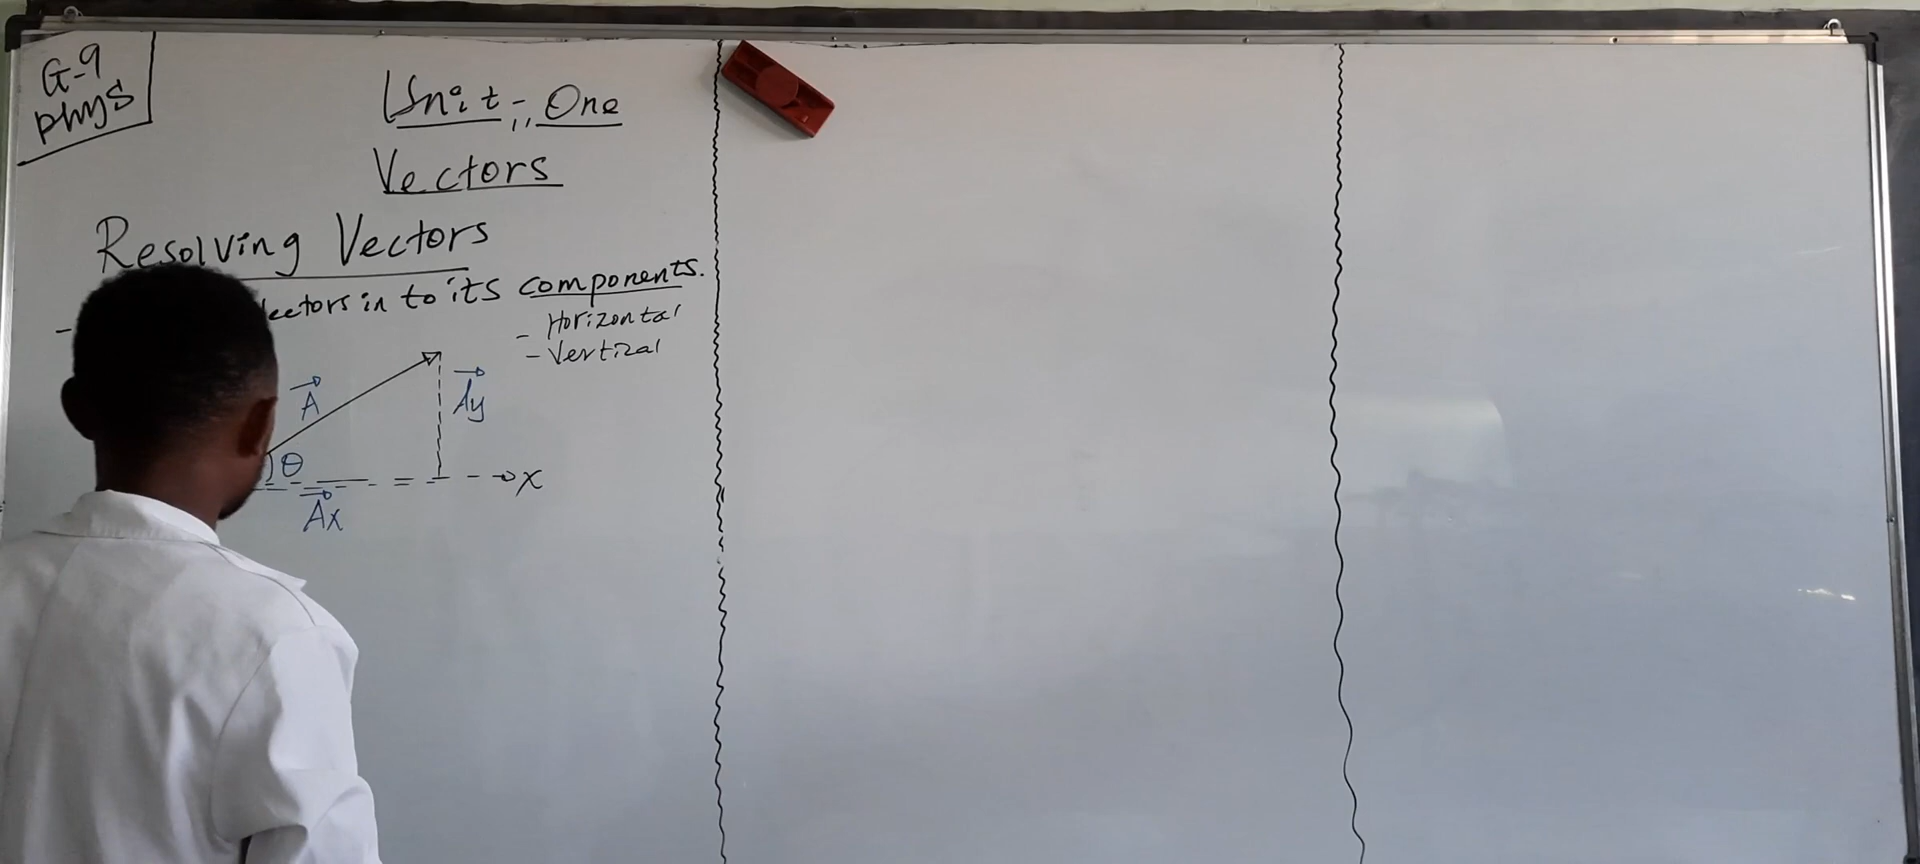 G-9
phys
Unit:- One
Vectors
Resolving Vectors
- vectors in to its components.
- Horizontal
- Vertical
A
Ay
θ
x
Ax